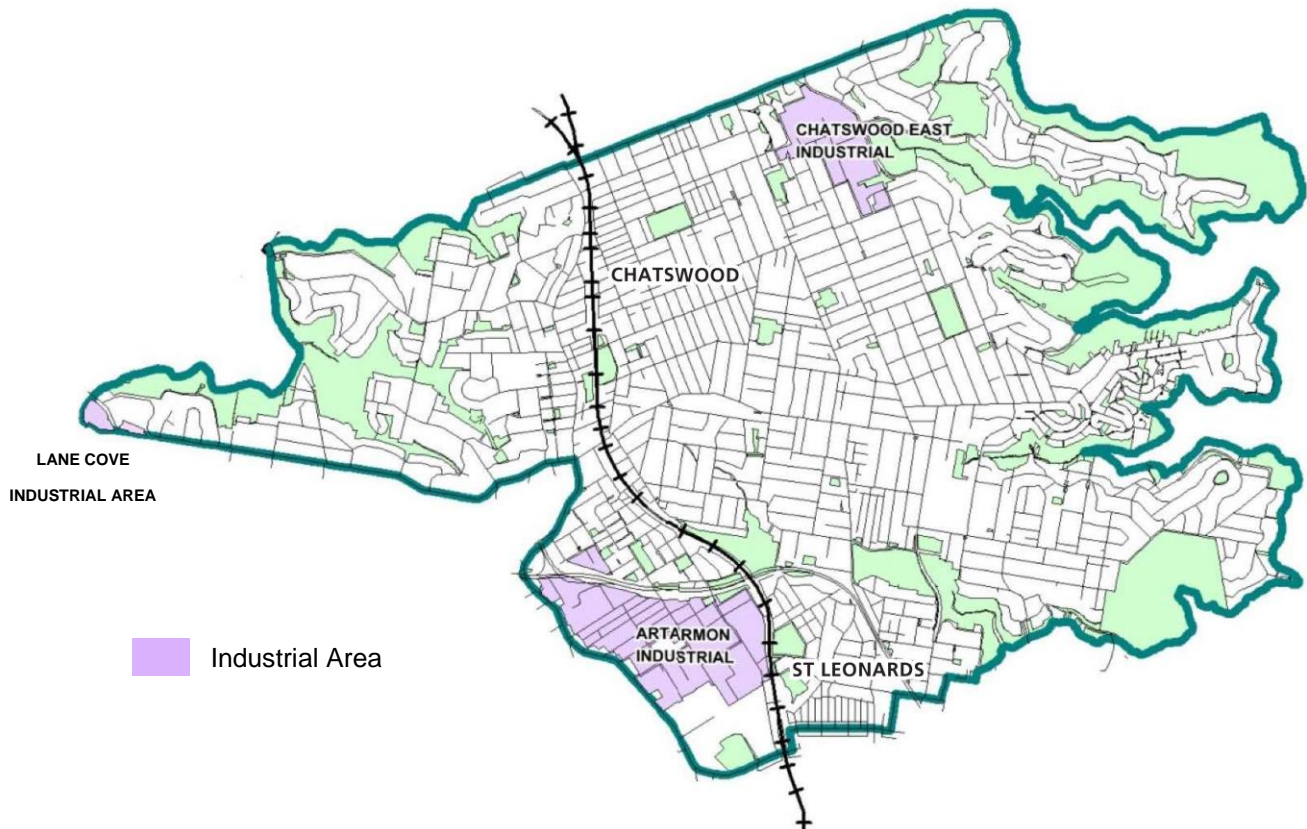 CHATSWOOD EAST
INDUSTRIAL
CHATSWOOD
LANE COVE
INDUSTRIAL AREA
ARTARMON
INDUSTRIAL
ST LEONARDS
Industrial Area